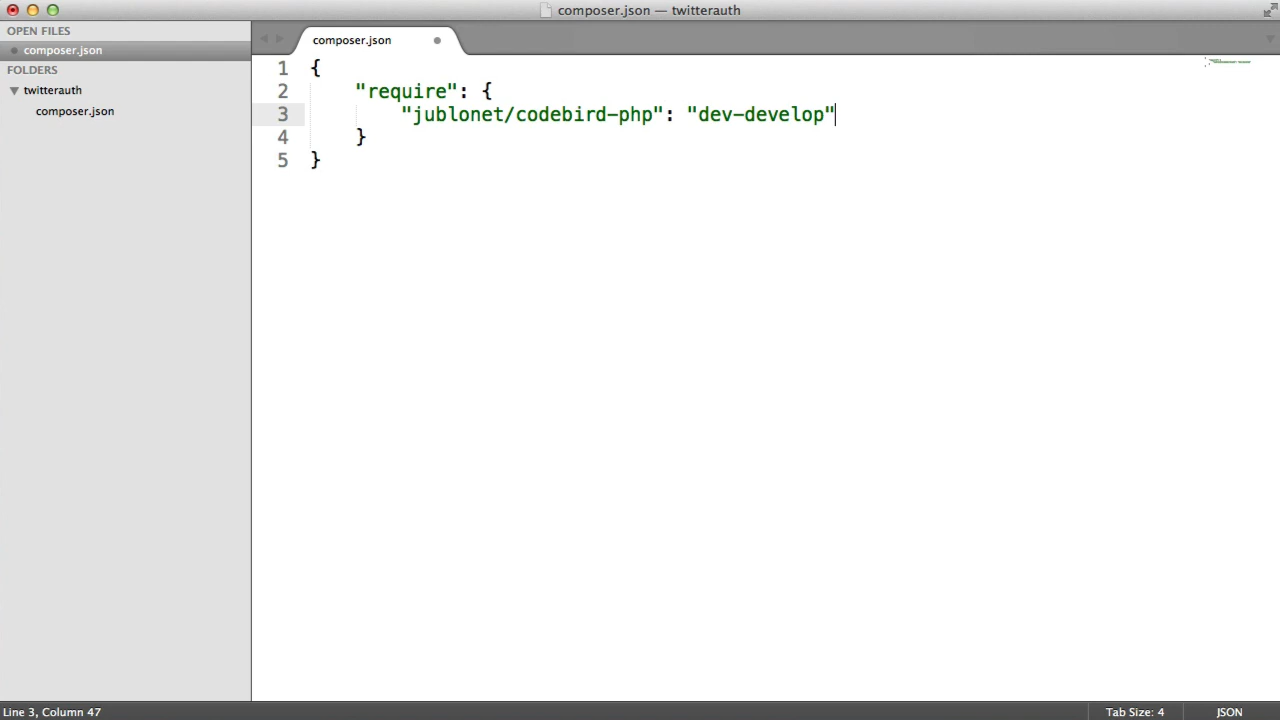 composer.json — twitterauth
OPEN FILES
composer.json
FOLDERS
twitterauth
composer.json
composer.json
1 {
2 "require": {
3 "jublonet/codebird-php": "dev-develop"
4 }
5 }
Line 3, Column 47
Tab Size: 4
JSON